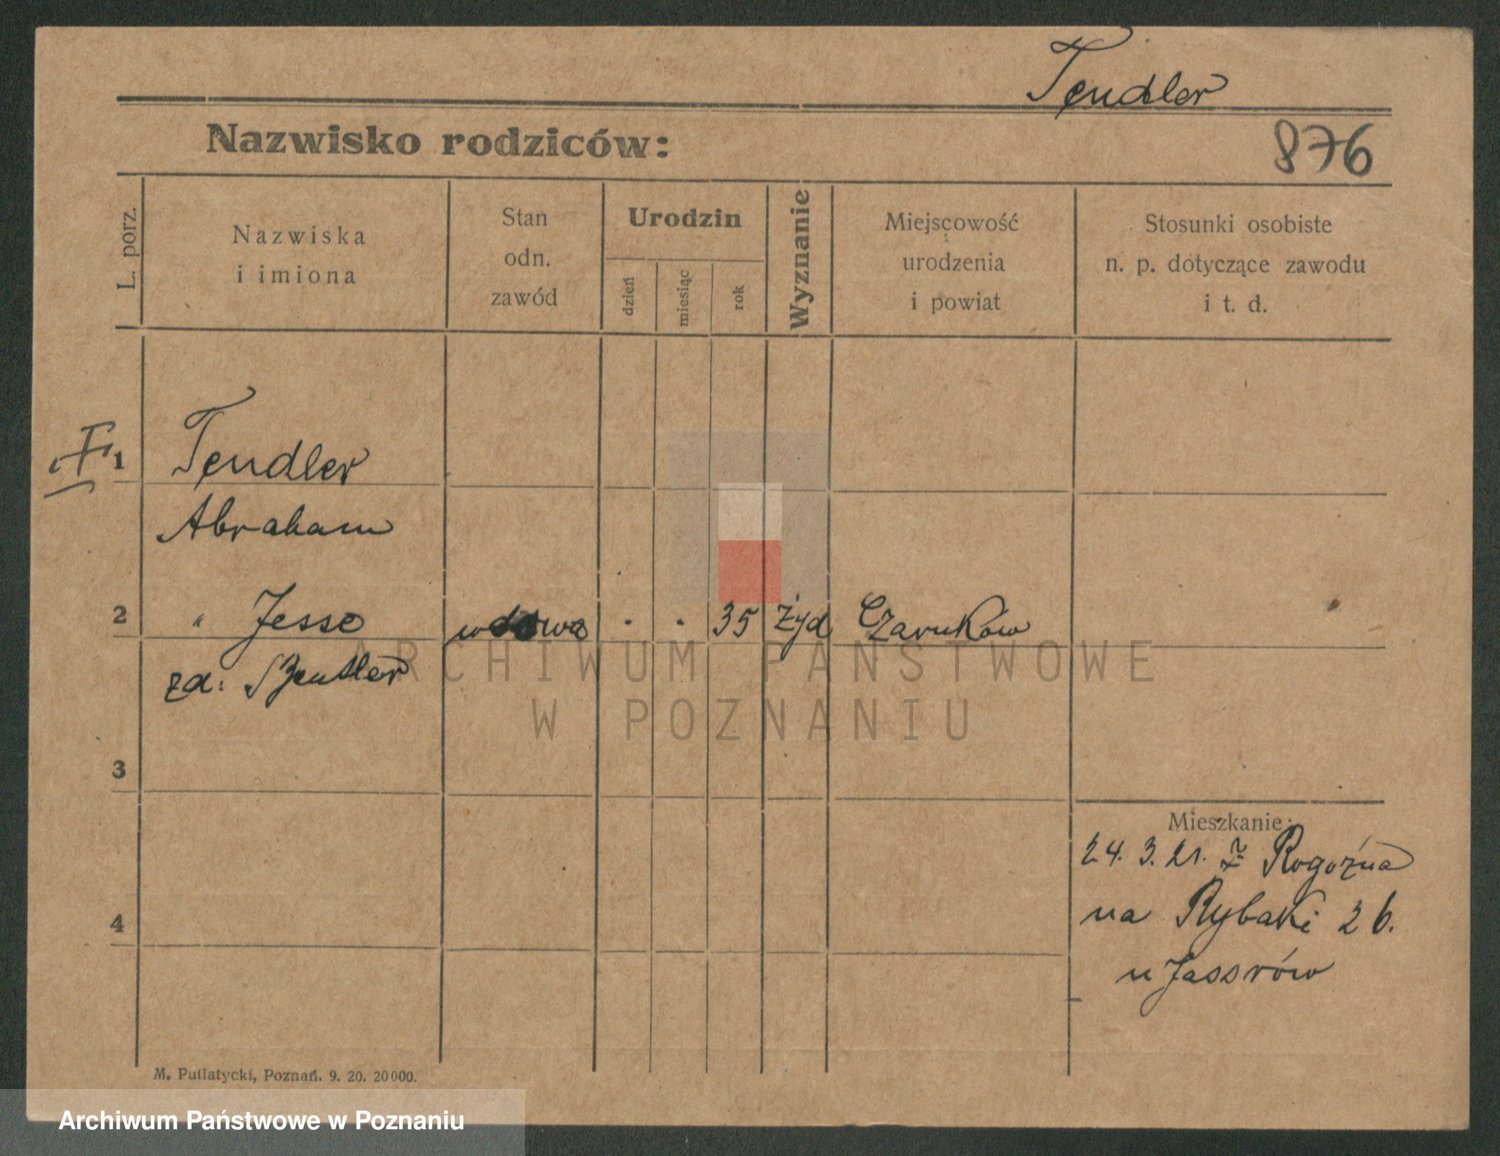 Tendler
Nazwisko rodziców:
876
L. porz.
Nazwiska
i imiona
Stan
odn.
zawód
Urodzin
dzień
miesiąc
rok
Wyznanie
Miejscowość
urodzenia
i powiat
Stosunki osobiste
n. p. dotyczące zawodu
i t. d.
1
Tendler
Abraham
2
" Jesse wdowa · · 35 Żyd Czarnków
zd:
3
Mieszkanie:
24. 3. 21. z Rogoźna
na Rybaki 26.
u
4
M. Putiatycki, Poznań. 9. 20. 20000.
ARCHIWUM PAŃSTWOWE
W POZNANIU
Archiwum Państwowe w Poznaniu